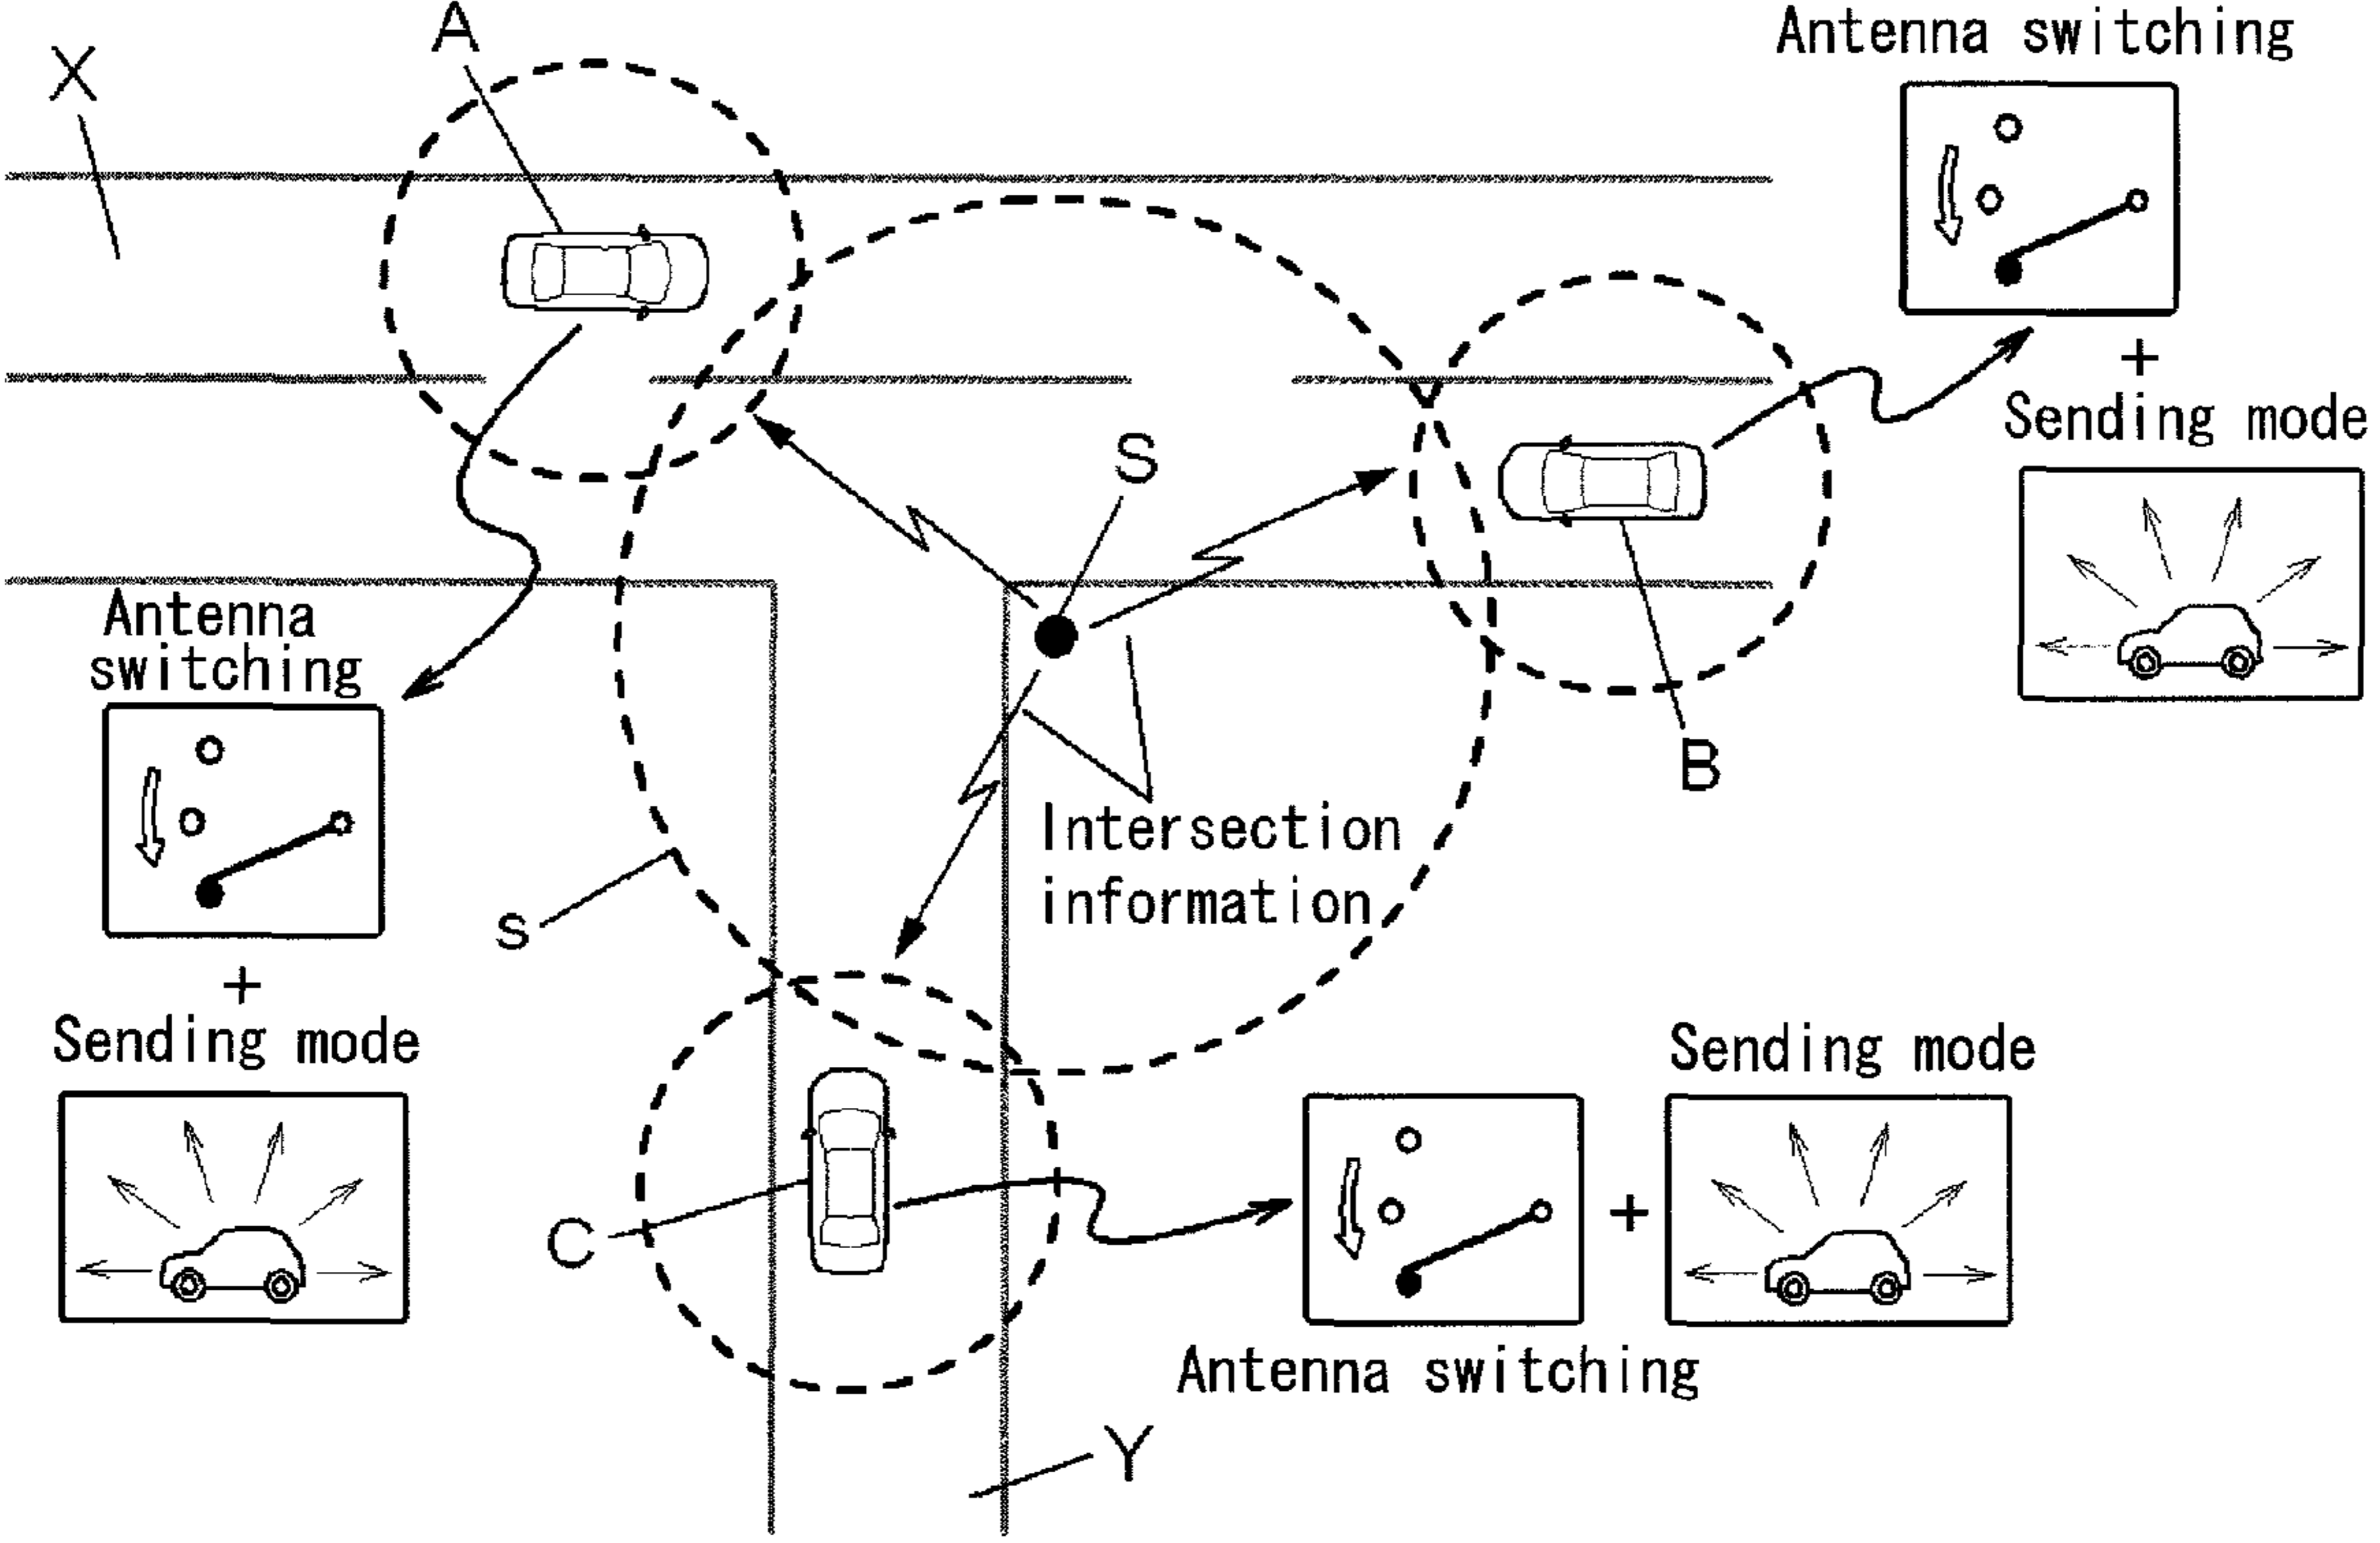 A
Antenna switching
X
+
Sending mode
S
B
Antenna
switching
Intersection
information
s
+
Sending mode
Sending mode
C
+
Antenna switching
Y